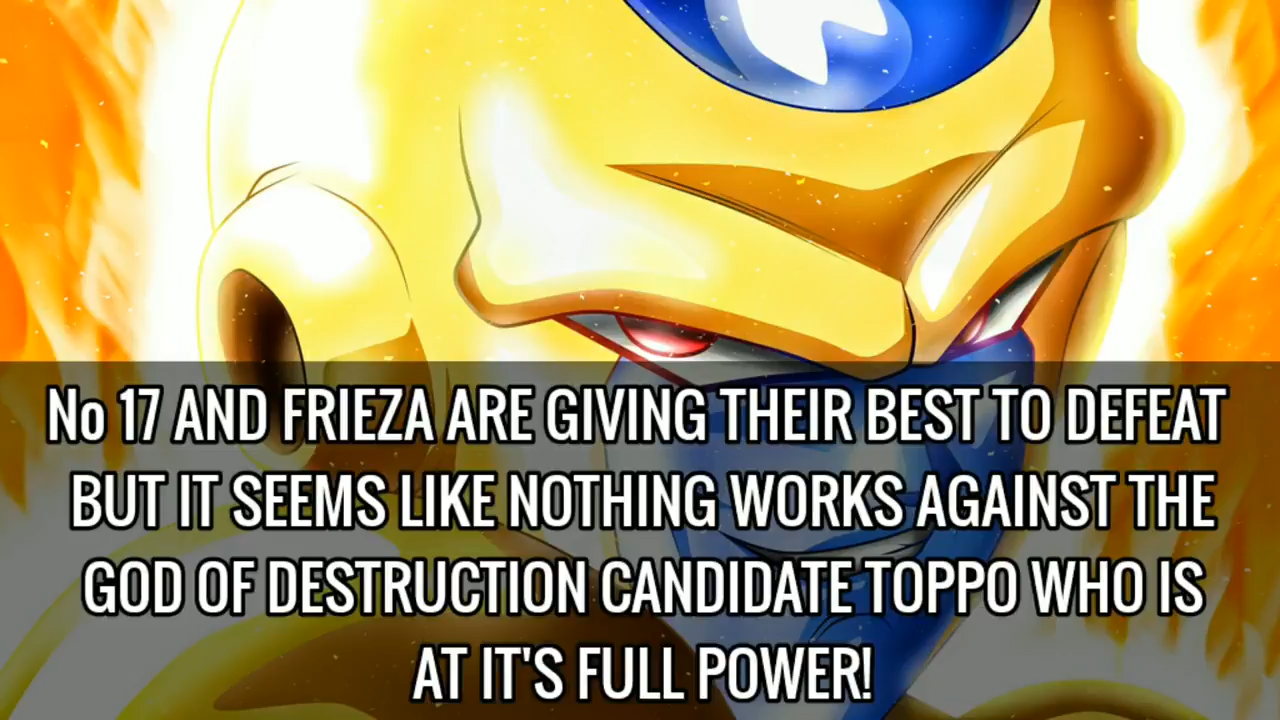 No 17 AND FRIEZA ARE GIVING THEIR BEST TO DEFEAT
BUT IT SEEMS LIKE NOTHING WORKS AGAINST THE
GOD OF DESTRUCTION CANDIDATE TOPPO WHO IS
AT IT'S FULL POWER!